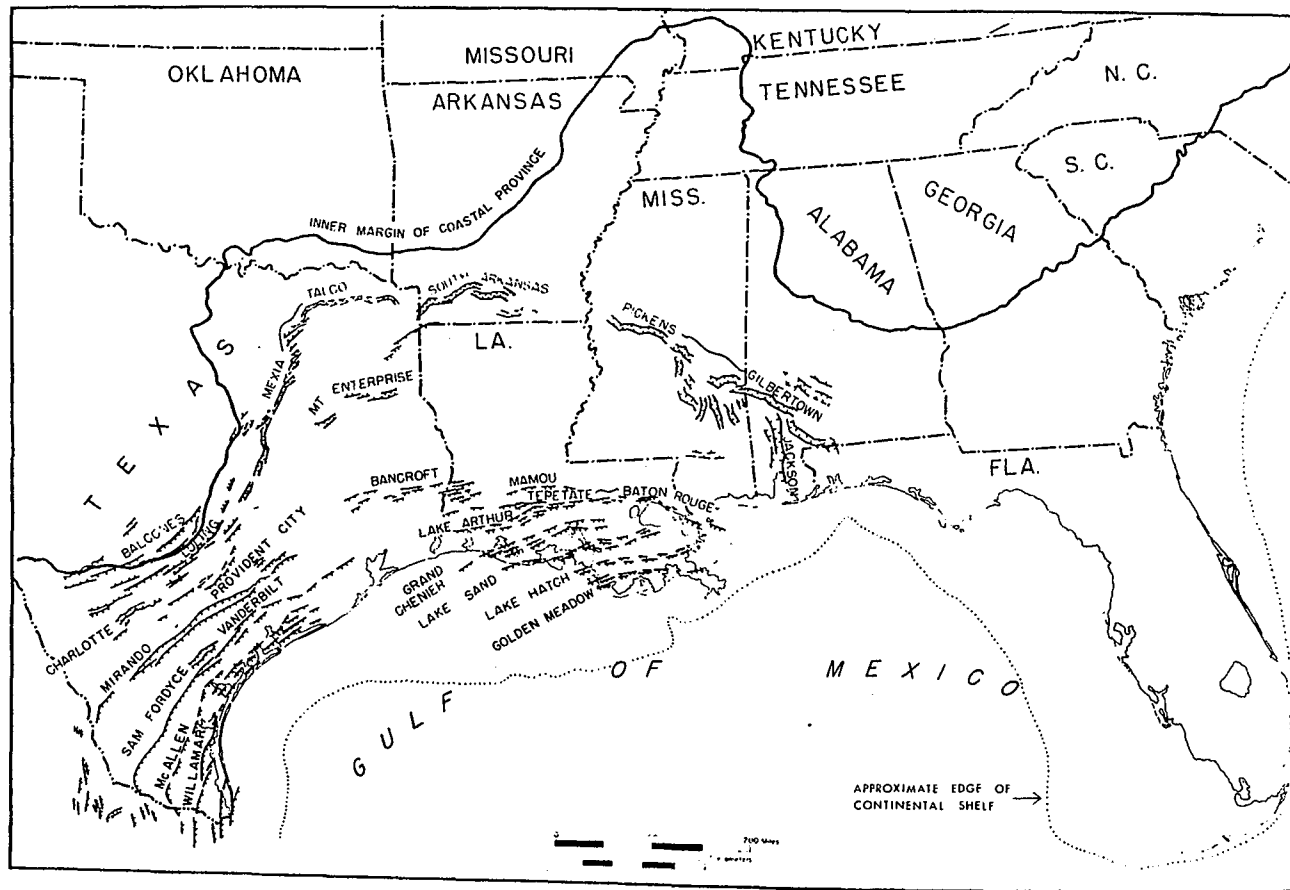 OKLAHOMA
MISSOURI
KENTUCKY
ARKANSAS
TENNESSEE
N. C.
S. C.
MISS.
ALABAMA
GEORGIA
INNER MARGIN OF COASTAL PROVINCE
TEXAS
TALCO
SOUTH ARKANSAS
LA.
PICKENS
MEXIA
MT ENTERPRISE
GILBERTOWN
JACKSON
FLA.
BANCROFT
MAMOU
TEPETATE
BATON ROUGE
LAKE ARTHUR
BALCONES
LULING
PROVIDENT CITY
VANDERBILT
GRAND
CHENIER
LAKE SAND
LAKE HATCH
GOLDEN MEADOW
CHARLOTTE
MIRANDO
SAM FORDYCE
McALLEN
WILLAMAR
GULF OF MEXICO
APPROXIMATE EDGE OF
CONTINENTAL SHELF